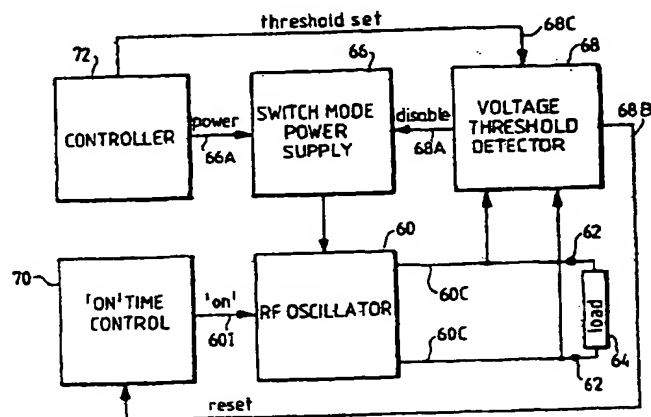 threshold set
68C
72
66
68
CONTROLLER
power
66A
SWITCH MODE
POWER
SUPPLY
disable
68A
VOLTAGE
THRESHOLD
DETECTOR
68B
70
'ON' TIME
CONTROL
'on'
60I
60
RF OSCILLATOR
60C
60C
62
62
load
64
reset